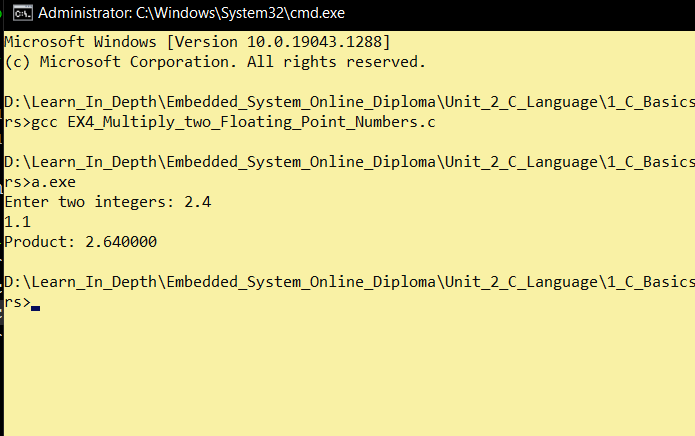 Administrator: C:\Windows\System32\cmd.exe
Microsoft Windows [Version 10.0.19043.1288]
(c) Microsoft Corporation. All rights reserved.
D:\Learn_In_Depth\Embedded_System_Online_Diploma\Unit_2_C_Language\1_C_Basics
rs>gcc EX4_Multiply_two_Floating_Point_Numbers.c
D:\Learn_In_Depth\Embedded_System_Online_Diploma\Unit_2_C_Language\1_C_Basics
rs>a.exe
Enter two integers: 2.4
1.1
Product: 2.640000
D:\Learn_In_Depth\Embedded_System_Online_Diploma\Unit_2_C_Language\1_C_Basics
rs>